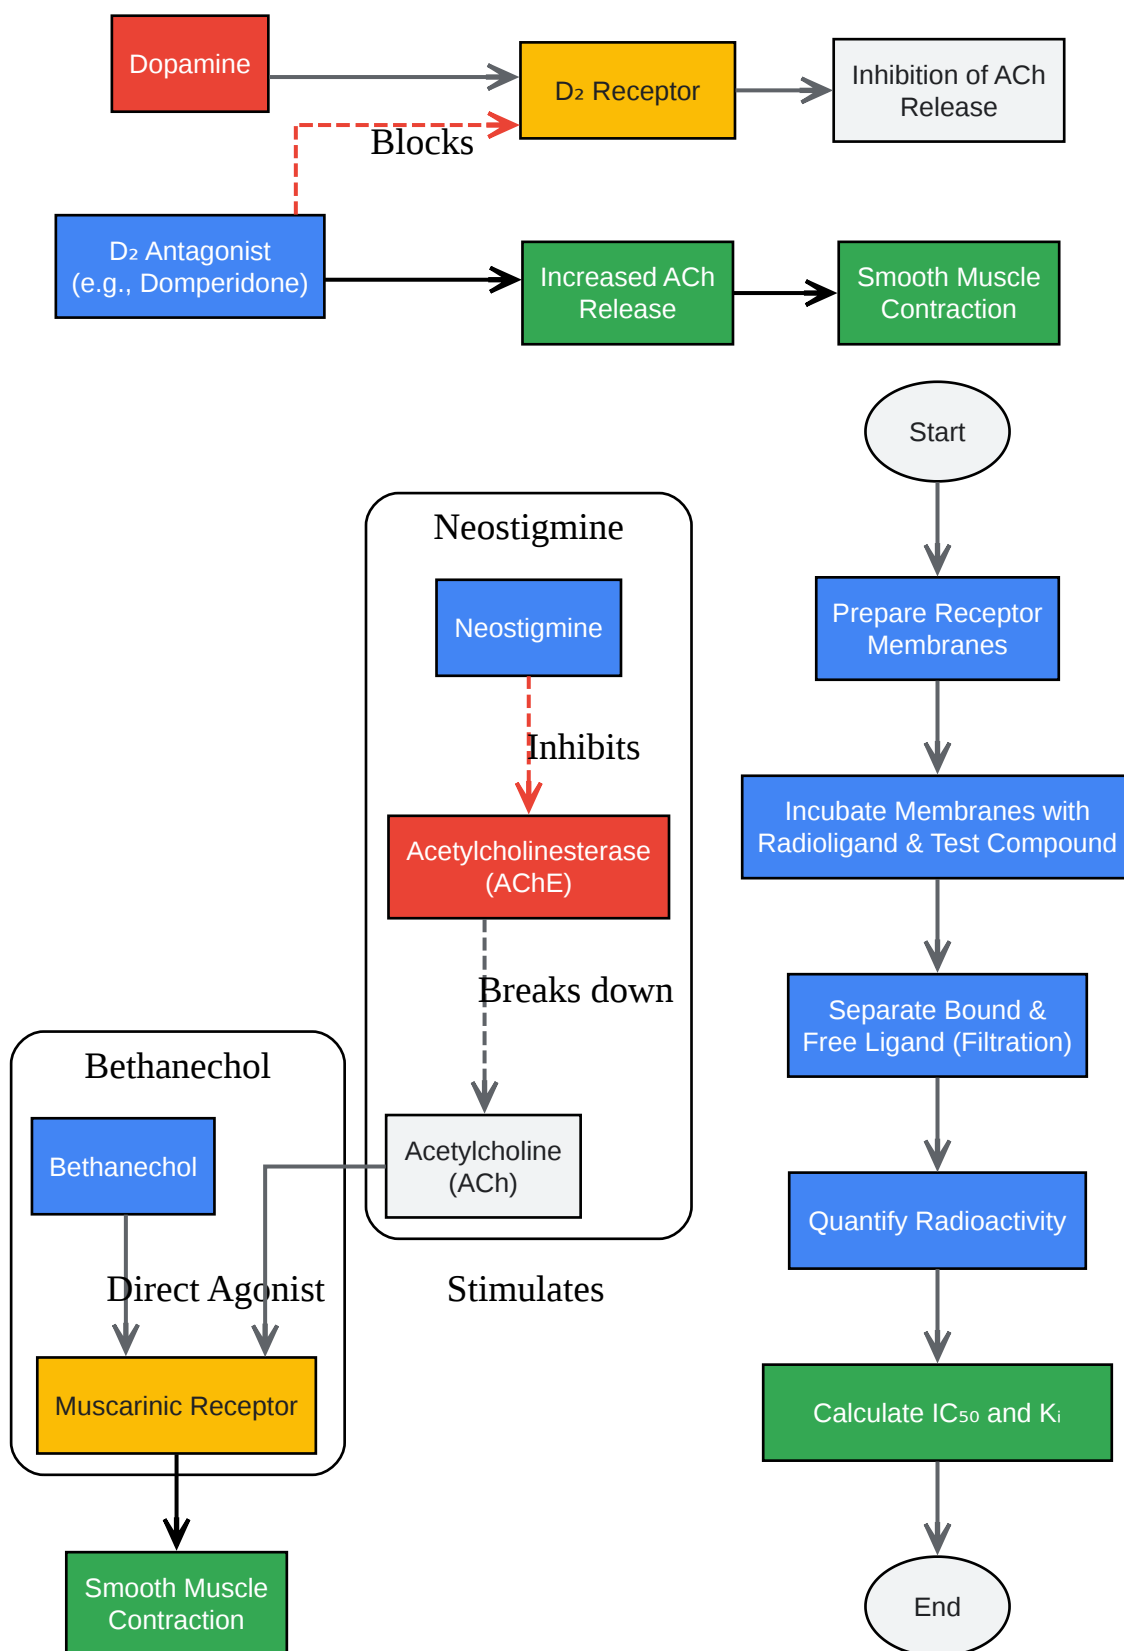 Dopamine
D₂ Receptor
Inhibition of ACh
Release
Blocks
D₂ Antagonist
(e.g., Domperidone)
Increased ACh
Release
Smooth Muscle
Contraction
Start
Neostigmine
Neostigmine
Inhibits
Acetylcholinesterase
(AChE)
Breaks down
Acetylcholine
(ACh)
Stimulates
Bethanechol
Bethanechol
Direct Agonist
Muscarinic Receptor
Smooth Muscle
Contraction
Prepare Receptor
Membranes
Incubate Membranes with
Radioligand & Test Compound
Separate Bound &
Free Ligand (Filtration)
Quantify Radioactivity
Calculate IC₅₀ and Kᵢ
End